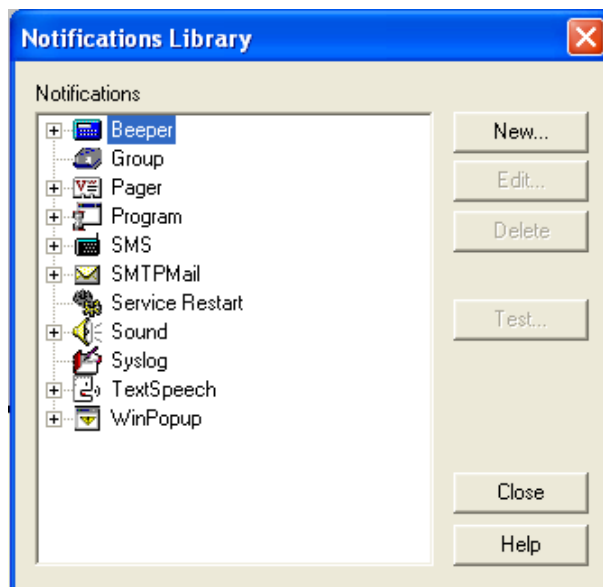 Notifications Library
Notifications
Beeper
Group
Pager
Program
SMS
SMTPMail
Service Restart
Sound
Syslog
TextSpeech
WinPopup
New...
Edit...
Delete
Test...
Close
Help